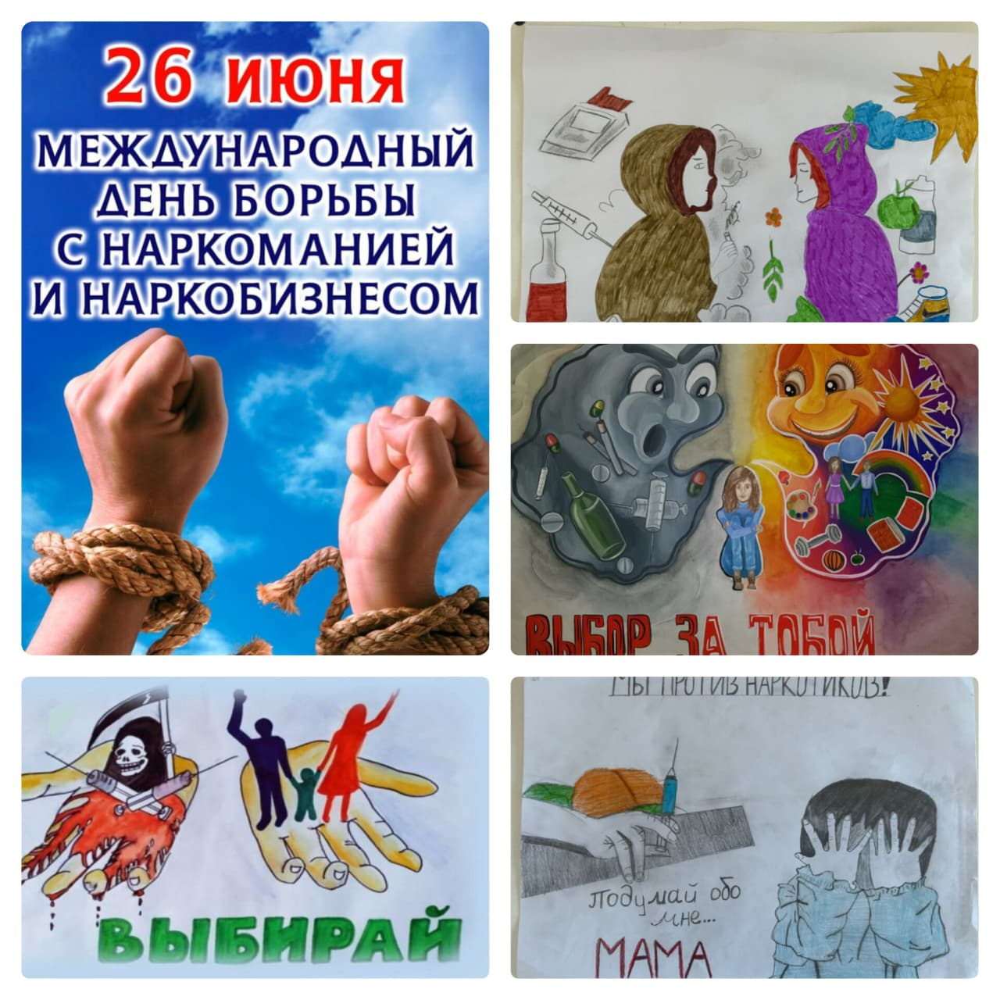 26 июня
МЕЖДУНАРОДНЫЙ
ДЕНЬ БОРЬБЫ
С НАРКОМАНИЕЙ
И НАРКОБИЗНЕСОМ
ВЫБОР ЗА ТОБОЙ
ВЫБИРАЙ
МЫ ПРОТИВ НАРКОТИКОВ!
Подумай обо
мне...
МАМА